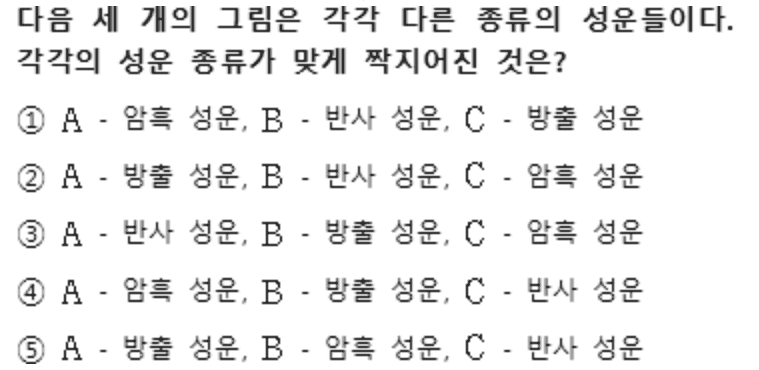 다음 세 개의 그림은 각각 다른 종류의 성운들이다.
각각의 성운 종류가 맞게 짝지어진 것은?
① A - 암흑 성운, B - 반사 성운, C - 방출 성운
② A - 방출 성운, B - 반사 성운, C - 암흑 성운
③ A - 반사 성운, B - 방출 성운, C - 암흑 성운
④ A - 암흑 성운, B - 방출 성운, C - 반사 성운
⑤ A - 방출 성운, B - 암흑 성운, C - 반사 성운